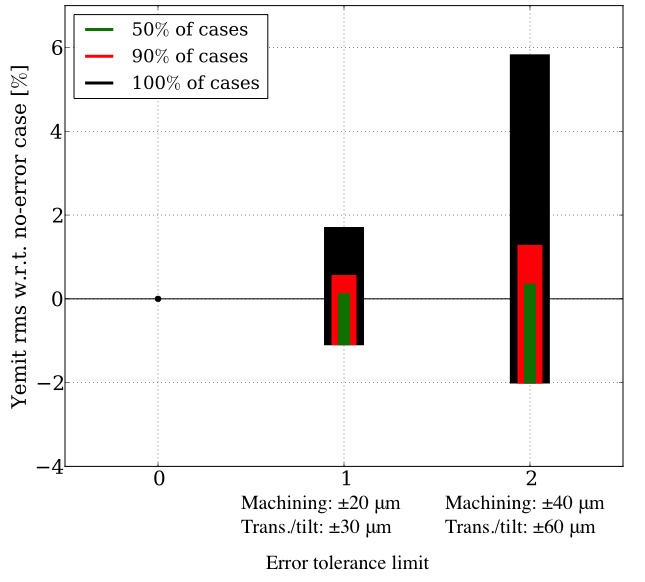 50% of cases
90% of cases
100% of cases
Yemit rms w.r.t. no-error case [%]
6
4
2
0
−2
−4
0
1
2
Machining: ±20 µm
Trans./tilt: ±30 µm
Machining: ±40 µm
Trans./tilt: ±60 µm
Error tolerance limit